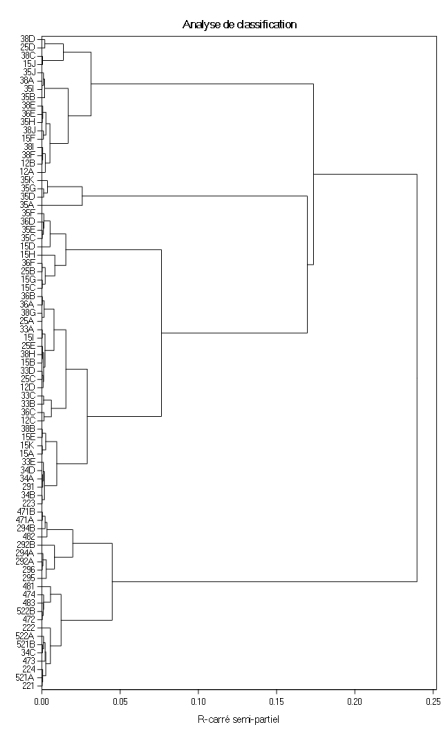 Analyse de classification
38D
25D
38C
15J
35J
38A
35I
35B
38E
36E
35H
38J
15F
38I
38F
12B
12A
35K
35G
35D
35A
35F
36D
35E
35C
15D
15H
36F
25B
15G
15C
36B
36A
38G
25A
33A
15I
25E
38H
15B
33D
25C
12D
33C
33B
36C
12C
38B
15E
15K
15A
33E
34D
34A
291
34B
223
471B
471A
294B
482
292B
294A
292A
296
295
481
474
483
522B
472
222
522A
521B
34C
473
224
521A
221
0.00 0.05 0.10 0.15 0.20 0.25
R-carré semi-partiel